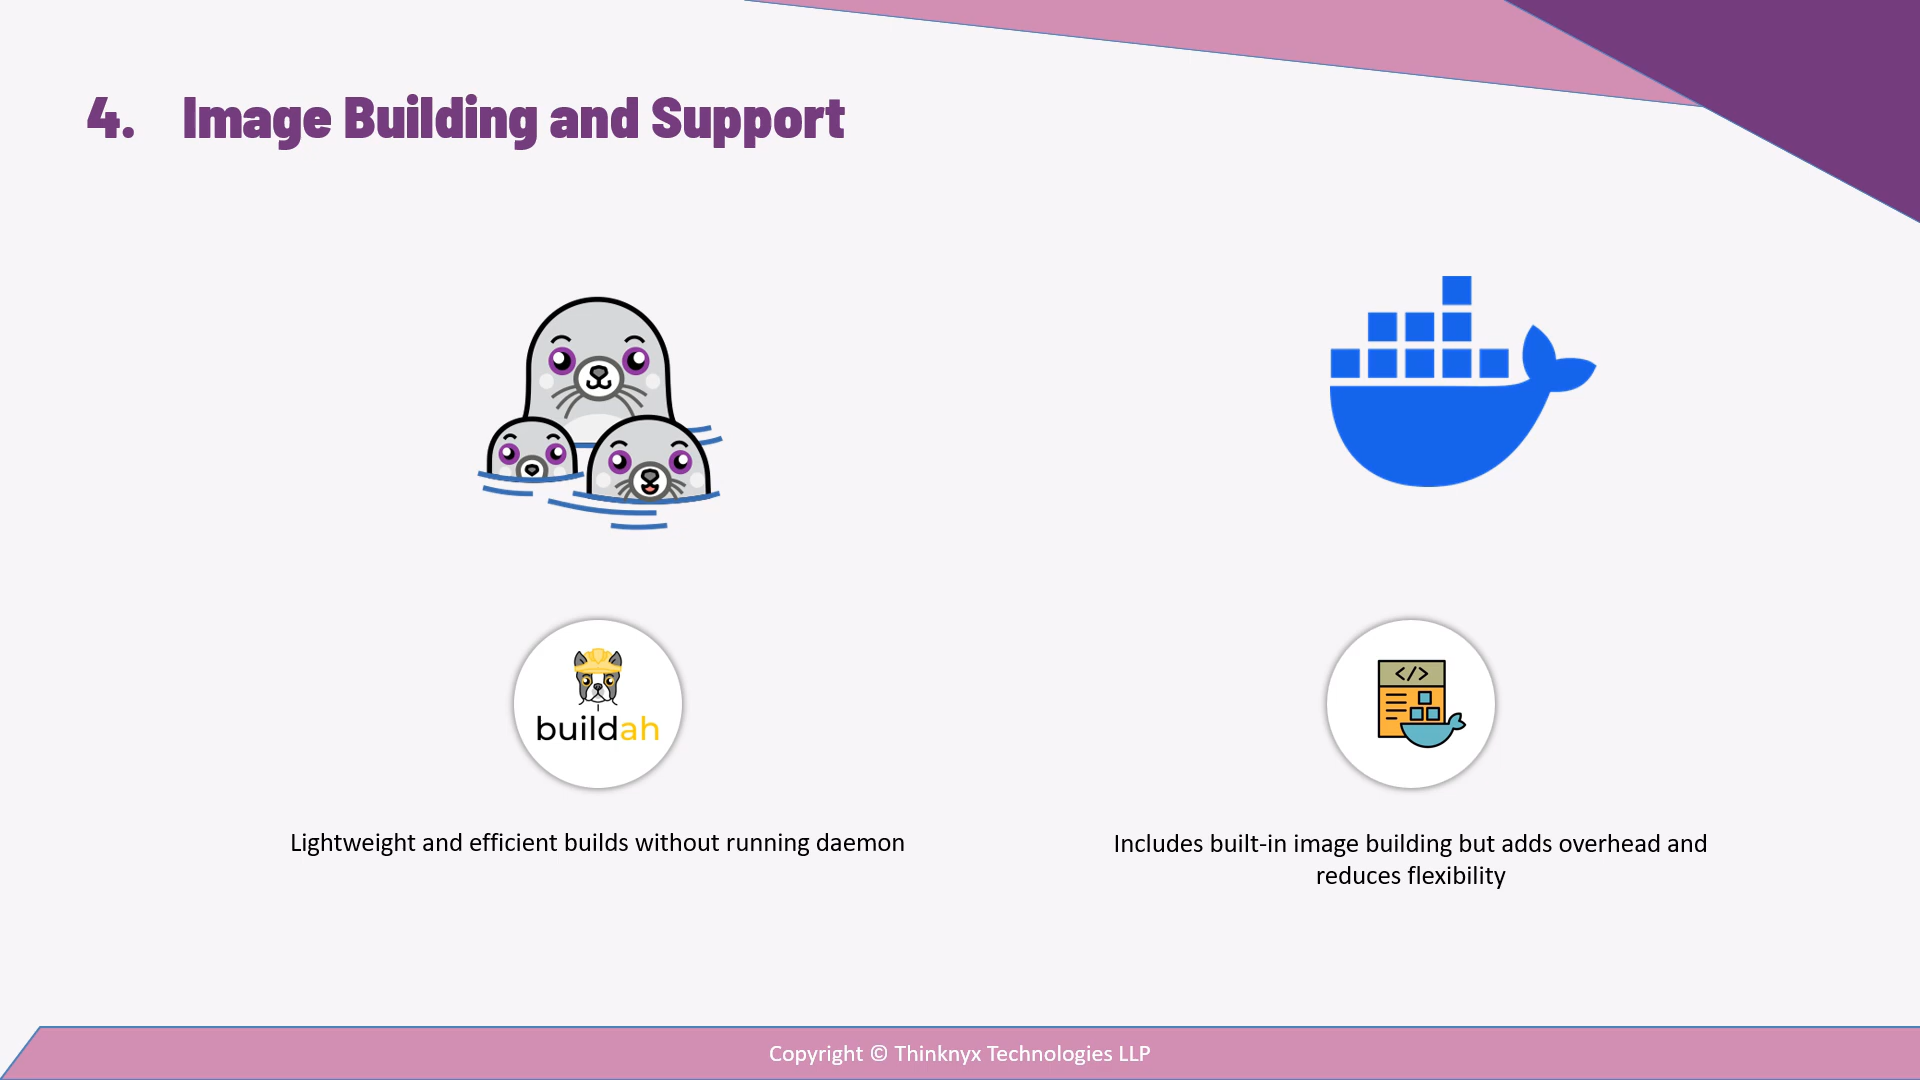 4. Image Building and Support
buildah
</>
Lightweight and efficient builds without running daemon
Includes built-in image building but adds overhead and
reduces flexibility
Copyright © Thinknyx Technologies LLP